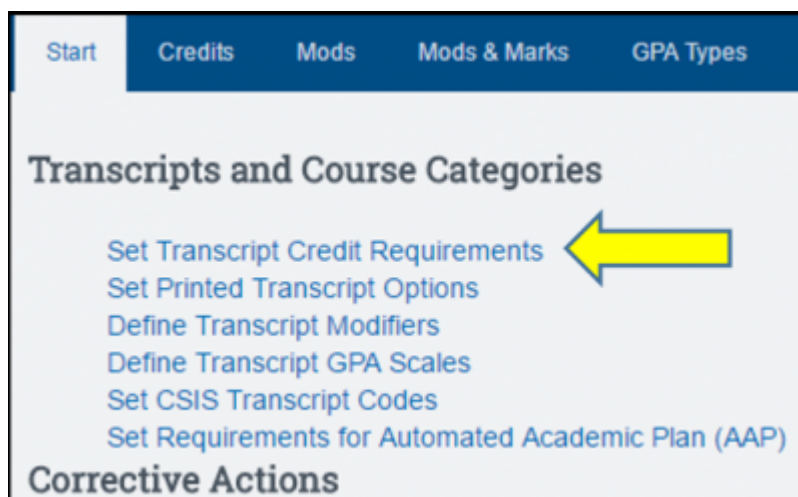 Start Credits Mods Mods & Marks GPA Types
Transcripts and Course Categories
Set Transcript Credit Requirements
Set Printed Transcript Options
Define Transcript Modifiers
Define Transcript GPA Scales
Set CSIS Transcript Codes
Set Requirements for Automated Academic Plan (AAP)
Corrective Actions